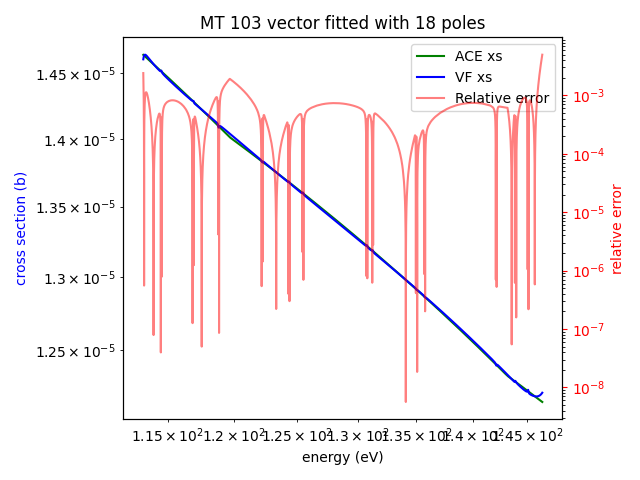 MT 103 vector fitted with 18 poles
ACE xs
VF xs
Relative error
1.45 × 10⁻⁵
1.4 × 10⁻⁵
1.35 × 10⁻⁵
1.3 × 10⁻⁵
1.25 × 10⁻⁵
cross section (b)
10⁻³
10⁻⁴
10⁻⁵
10⁻⁶
10⁻⁷
10⁻⁸
relative error
1.15 × 10² 1.2 × 10² 1.25 × 10² 1.3 × 10² 1.35 × 10² 1.4 × 10² 1.45 × 10²
energy (eV)